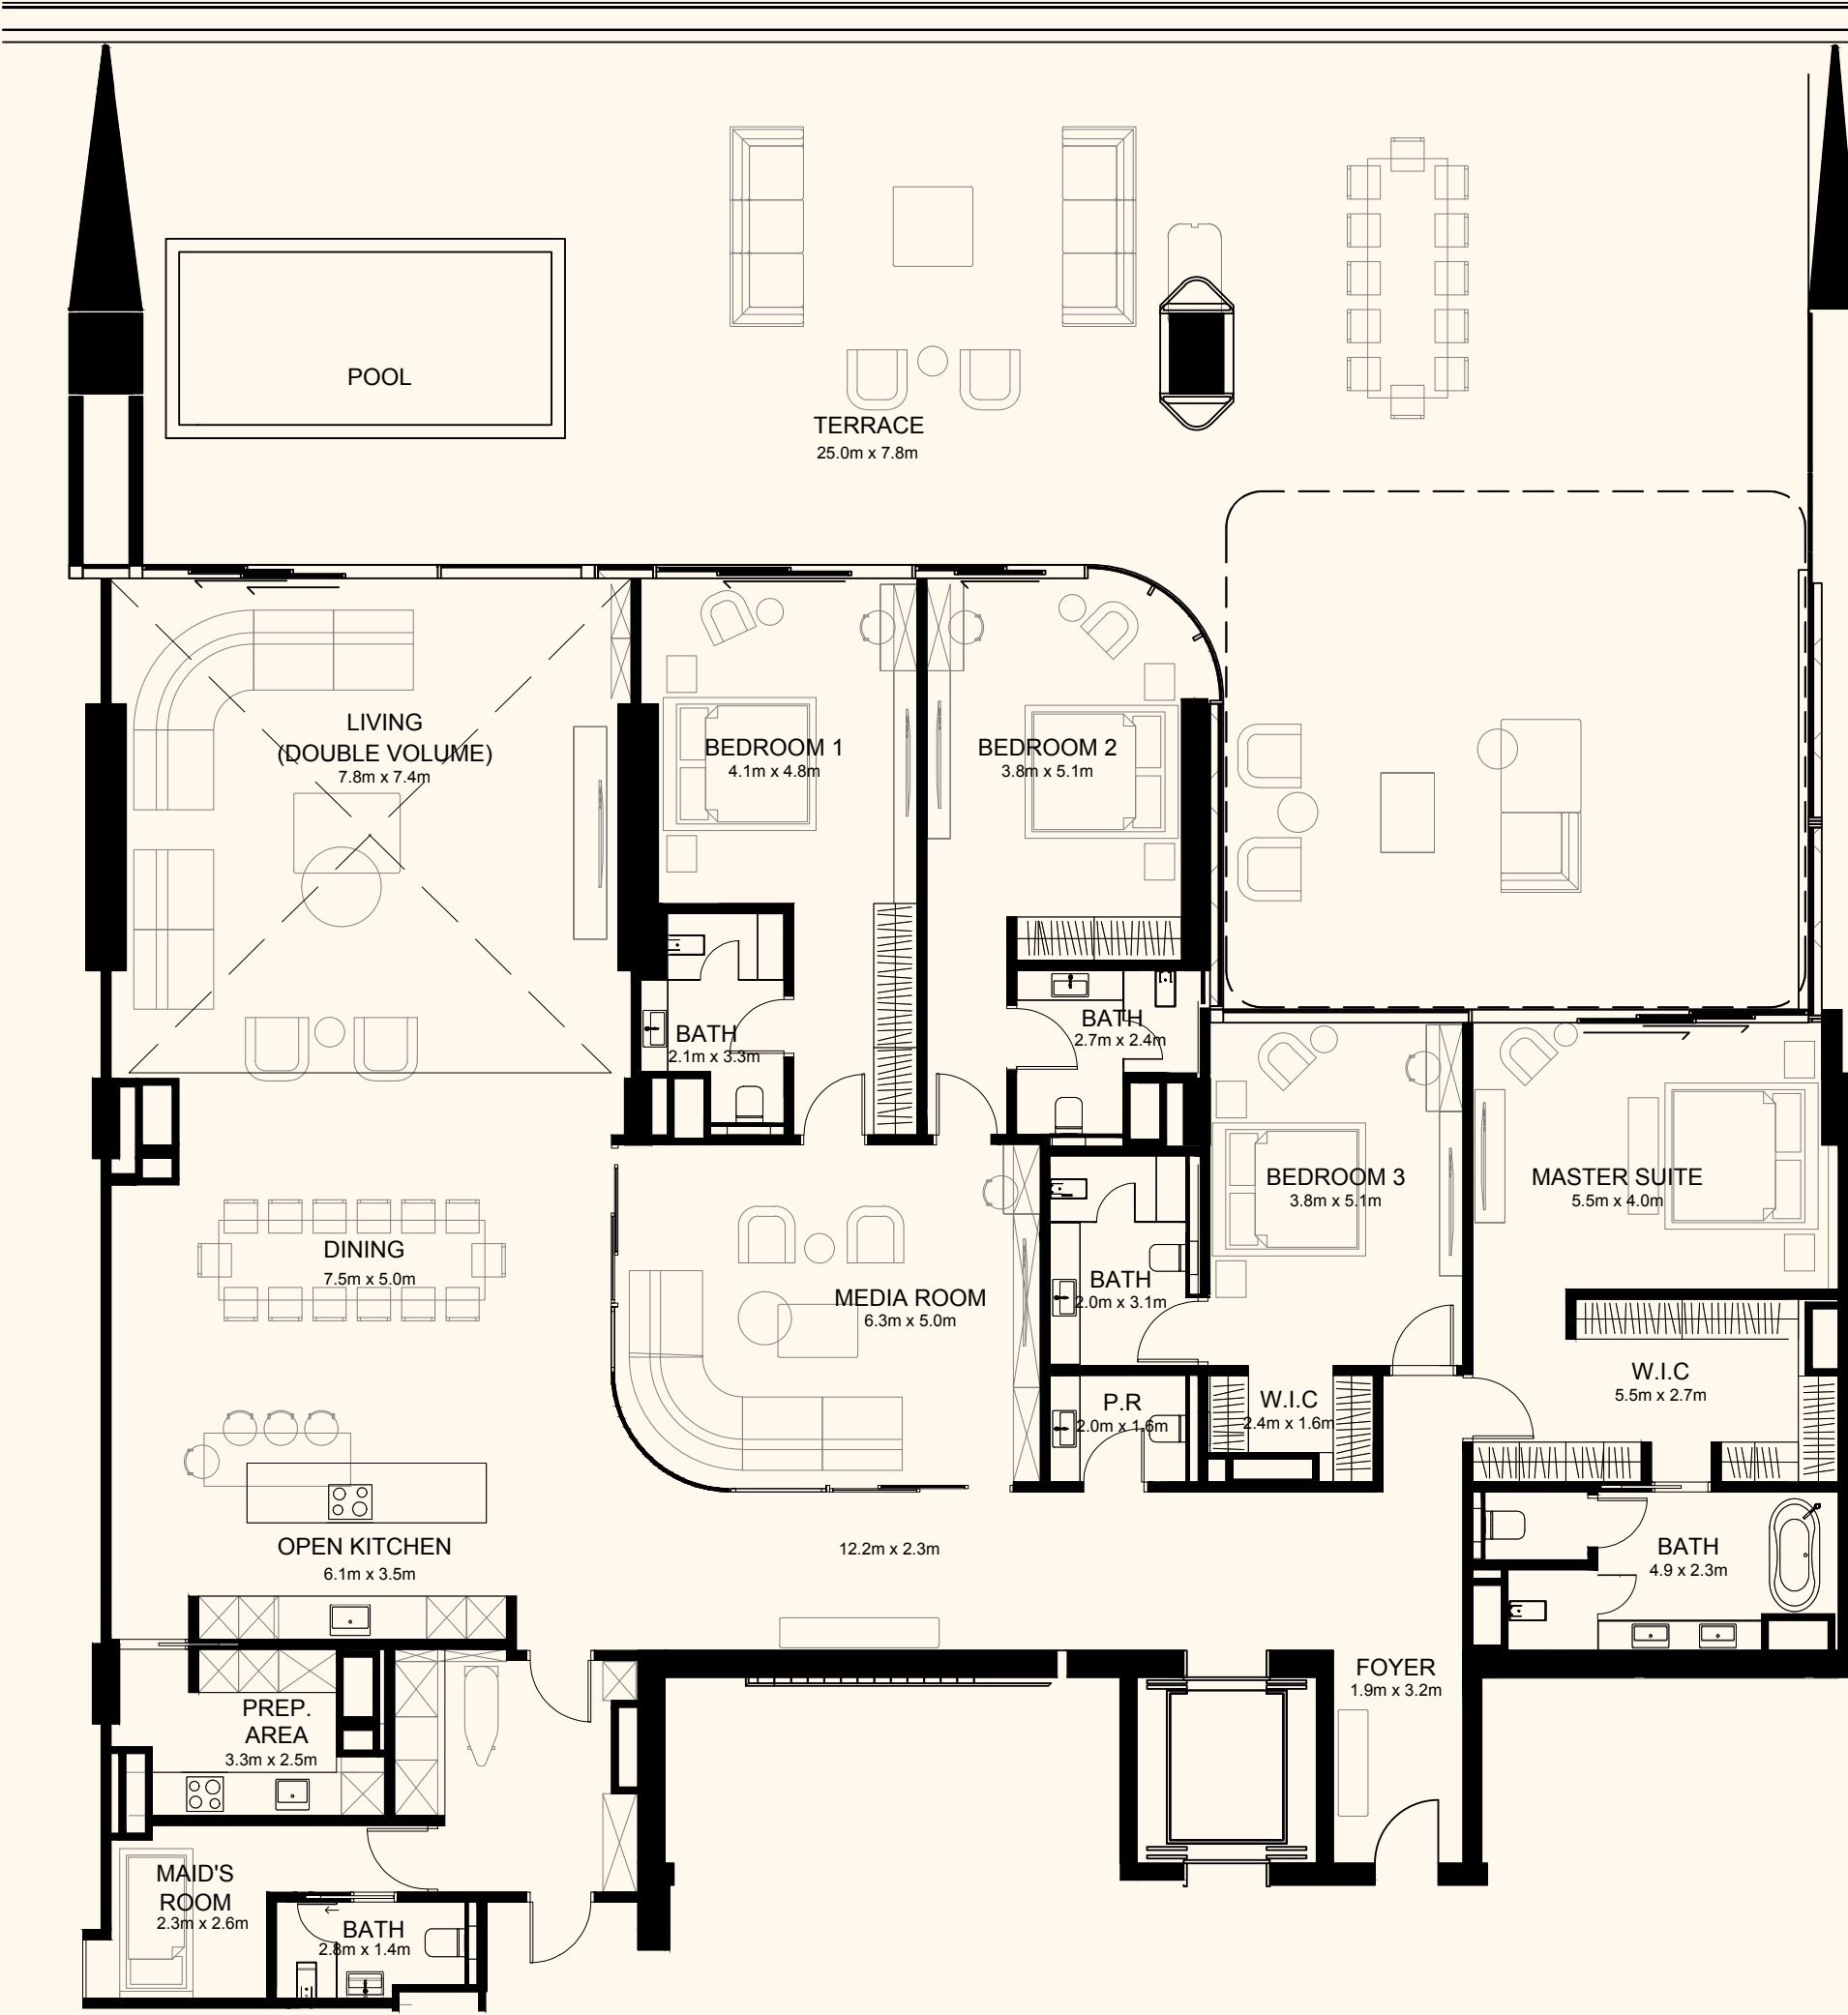 POOL
TERRACE
25.0m x 7.8m
LIVING
(DOUBLE VOLUME)
7.8m x 7.4m
BEDROOM 1
4.1m x 4.8m
BEDROOM 2
3.8m x 5.1m
BATH
2.1m x 3.3m
BATH
2.7m x 2.4m
BEDROOM 3
3.8m x 5.1m
MASTER SUITE
5.5m x 4.0m
DINING
7.5m x 5.0m
MEDIA ROOM
6.3m x 5.0m
BATH
2.0m x 3.1m
P.R
2.0m x 1.6m
W.I.C
2.4m x 1.6m
W.I.C
5.5m x 2.7m
OPEN KITCHEN
6.1m x 3.5m
12.2m x 2.3m
BATH
4.9 x 2.3m
FOYER
1.9m x 3.2m
PREP.
AREA
3.3m x 2.5m
MAID'S
ROOM
2.3m x 2.6m
BATH
2.8m x 1.4m